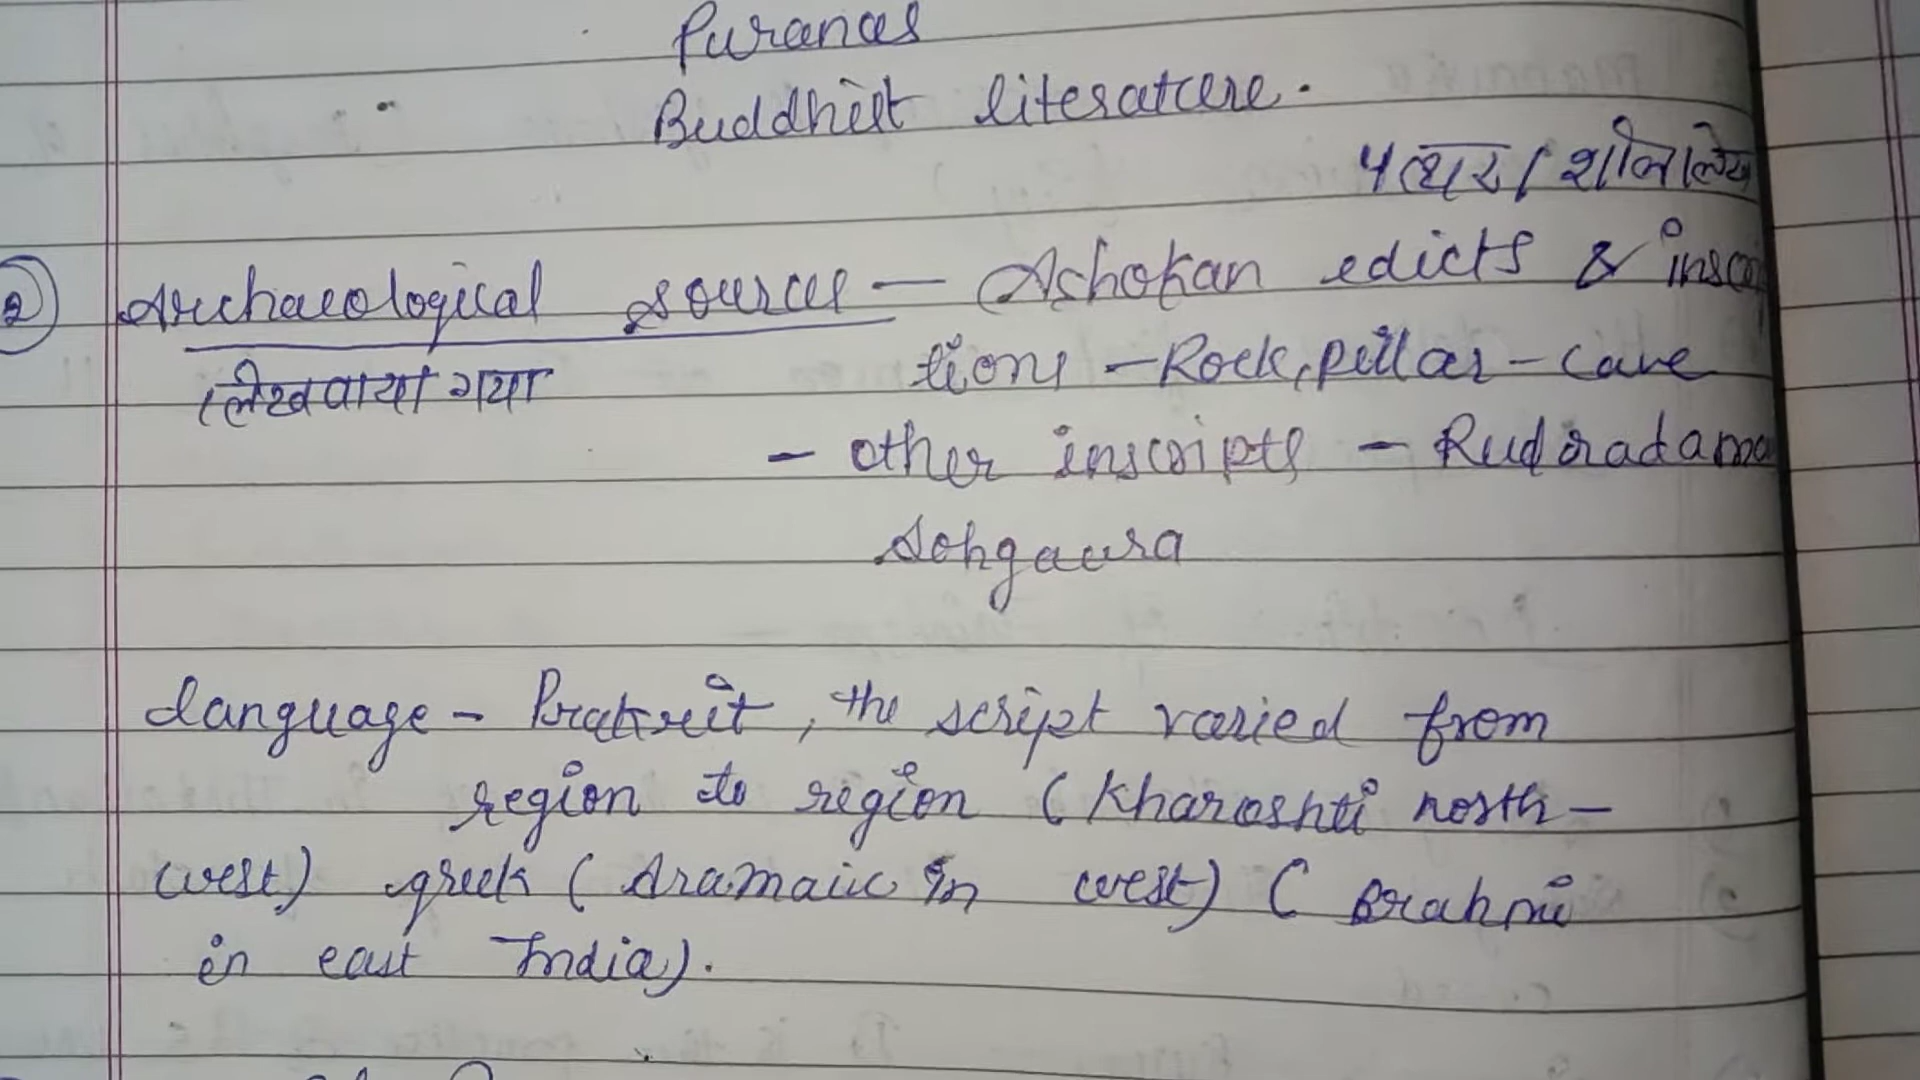 Puranas
Buddhist literature.
पत्थर / शीलालेख
2 Archaeological sources — Ashokan edicts & inscrip
लिखवाया गया
tions — Rock, pillar - cave
- other inscripts - Rudradama
Sohgaura
language - Prakrit, the script varied from
region to region (Kharoshti north -
west) greek (Aramaic in west) ( Brahmi
in east India).